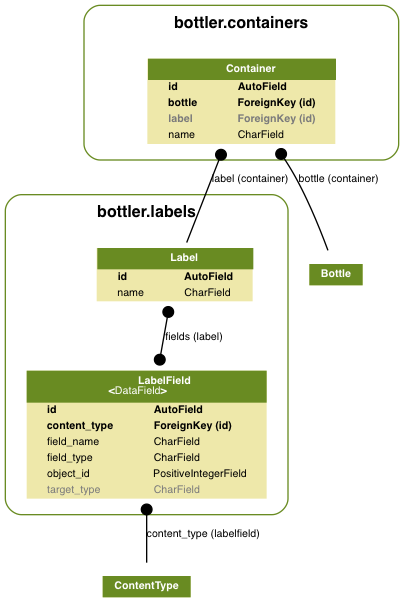 bottler.containers
Container
id AutoField
bottle ForeignKey (id)
label ForeignKey (id)
name CharField
label (container) bottle (container)
bottler.labels
Label
id AutoField
name CharField
Bottle
fields (label)
LabelField
<DataField>
id AutoField
content_type ForeignKey (id)
field_name CharField
field_type CharField
object_id PositiveIntegerField
target_type CharField
content_type (labelfield)
ContentType